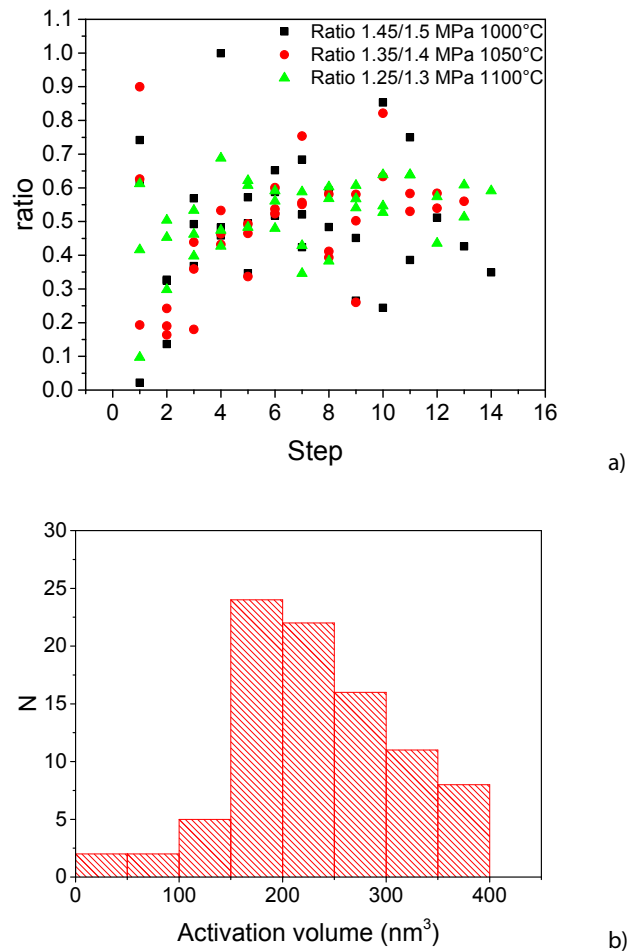 Ratio 1.45/1.5 MPa 1000°C
Ratio 1.35/1.4 MPa 1050°C
Ratio 1.25/1.3 MPa 1100°C
1.1
1.0
0.9
0.8
0.7
0.6
0.5
0.4
0.3
0.2
0.1
0.0
ratio
0 2 4 6 8 10 12 14 16
Step
a)
30
25
20
15
10
5
0
N
0 100 200 300 400
Activation volume (nm³)
b)